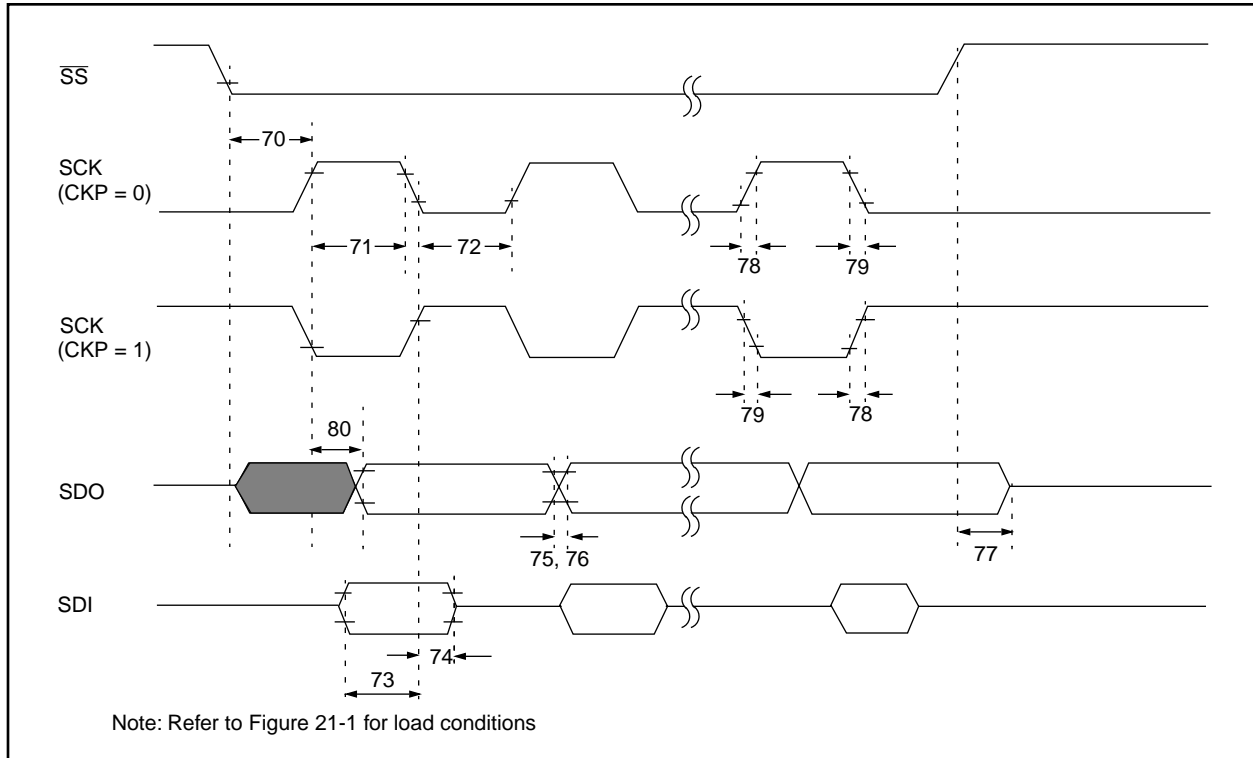 SS
70
SCK
(CKP = 0)
71
72
78
79
SCK
(CKP = 1)
79
78
80
SDO
75, 76
77
SDI
74
73
Note: Refer to Figure 21-1 for load conditions